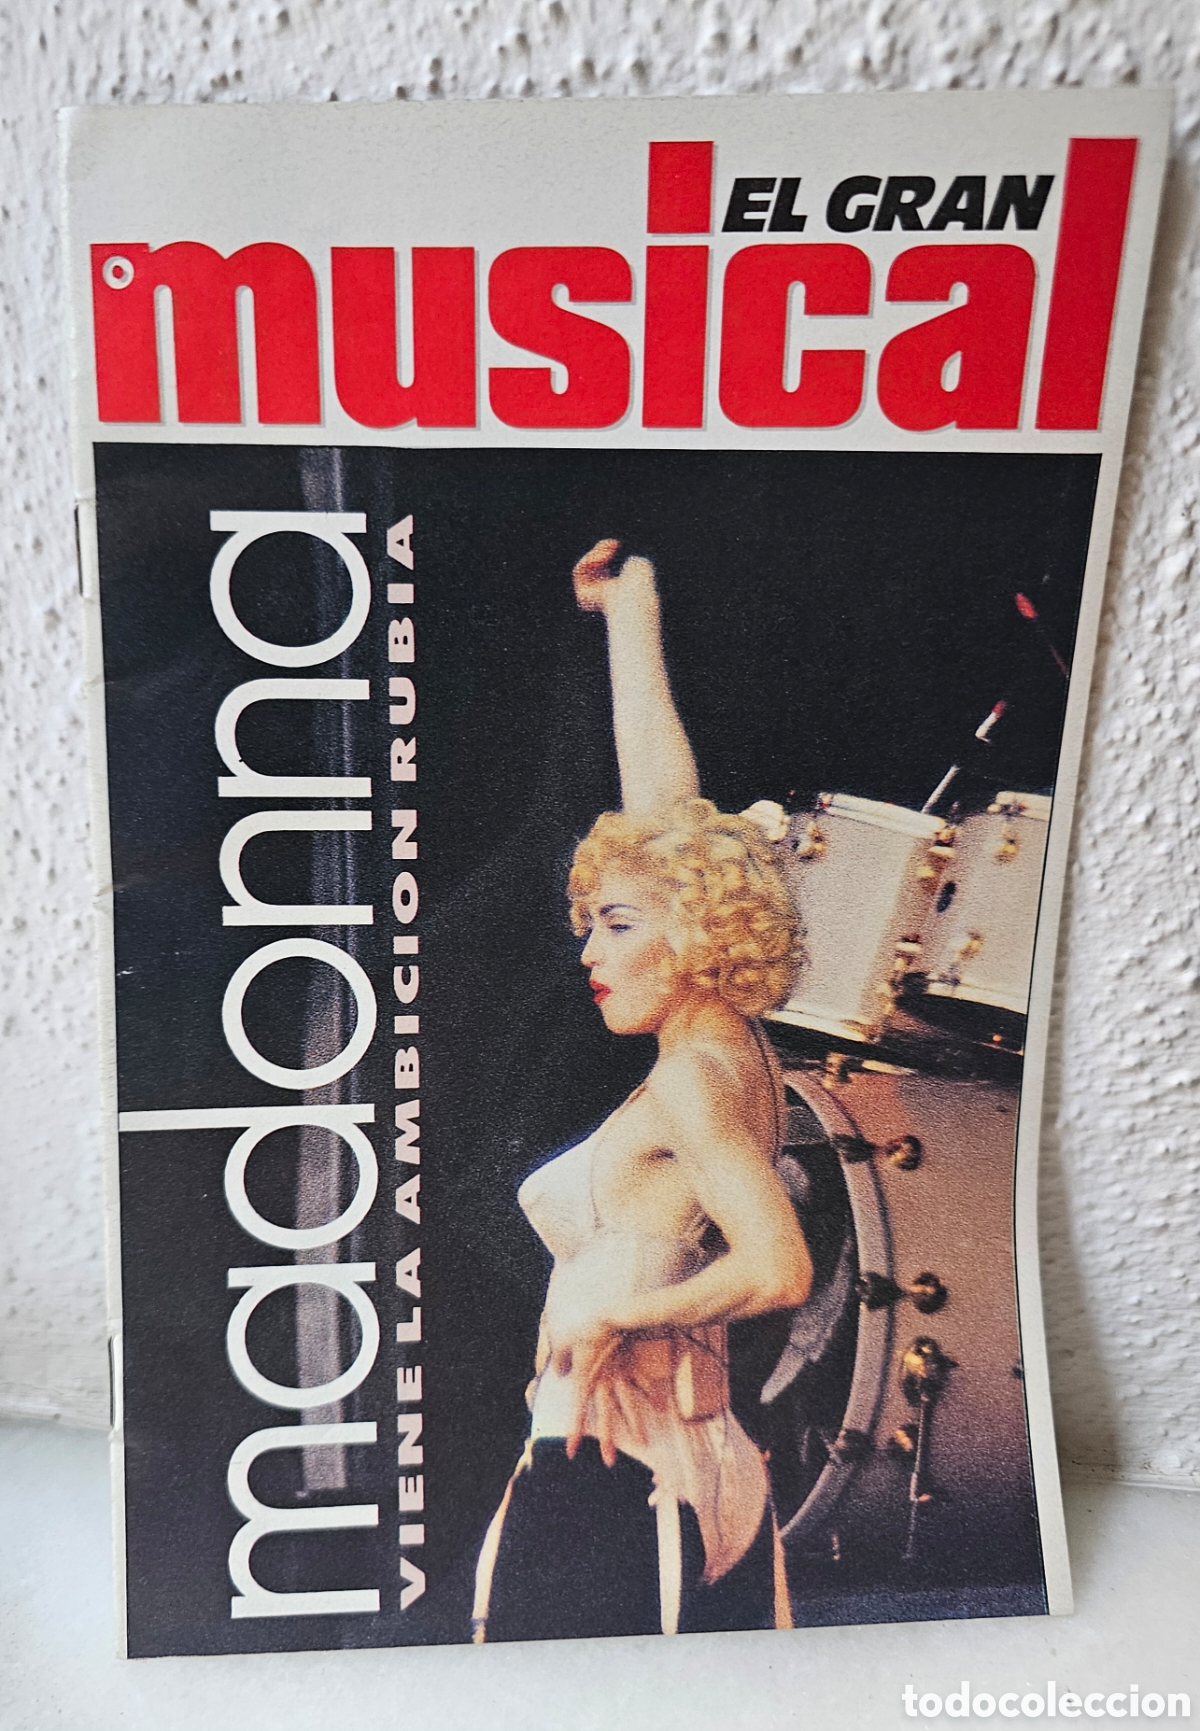 EL GRAN
musical
madonna
VIENE LA AMBICION RUBIA
todocoleccion